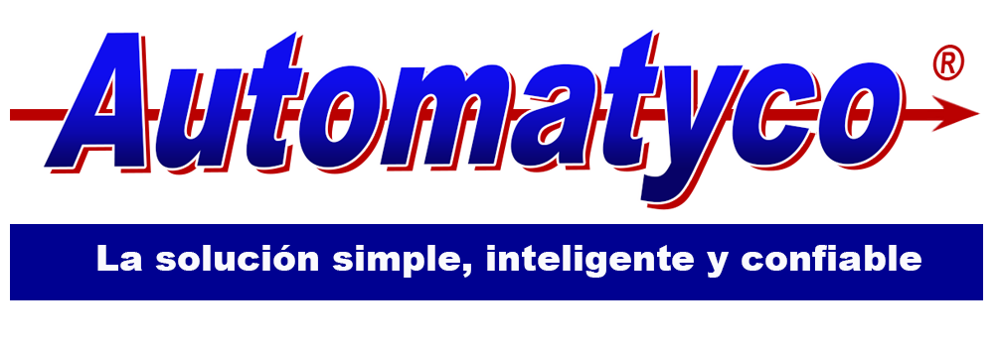 Automatyco®
La solución simple, inteligente y confiable